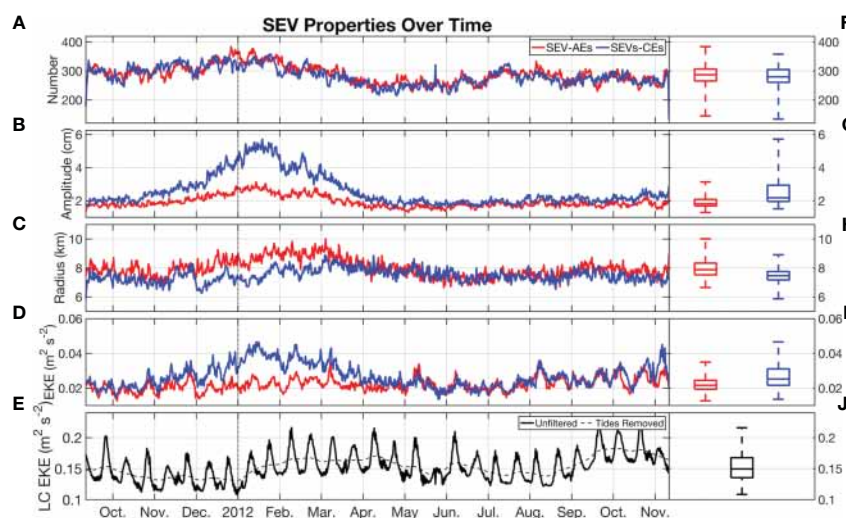 SEV Properties Over Time
A
Number
400
300
200
SEV-AEs SEVs-CEs
F
400
300
200
B
Amplitude (cm)
6
4
2
6
4
2
C
Radius (km)
10
8
6
10
8
6
D
EKE (m² s⁻²)
0.06
0.04
0.02
0.06
0.04
0.02
E
LC EKE (m² s⁻²)
0.2
0.15
0.1
Unfiltered Tides Removed
J
0.2
0.15
0.1
Oct. Nov. Dec. 2012 Feb. Mar. Apr. May Jun. Jul. Aug. Sep. Oct. Nov.